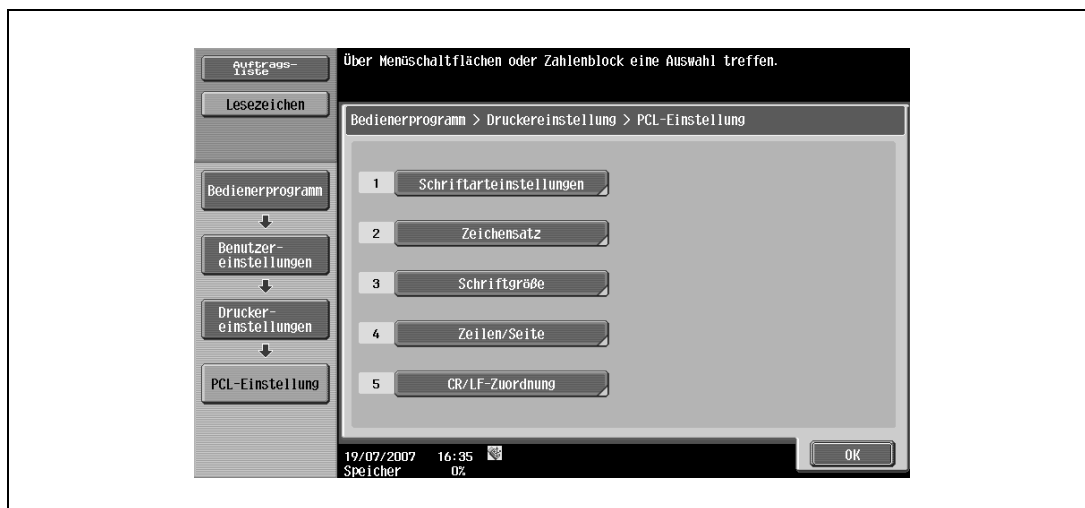 Auftrags-
liste
Lesezeichen
Bedienerprogramm
Benutzer-
einstellungen
Drucker-
einstellungen
PCL-Einstellung
Über Menüschaltflächen oder Zahlenblock eine Auswahl treffen.
Bedienerprogramm > Druckereinstellung > PCL-Einstellung
1 Schriftarteinstellungen
2 Zeichensatz
3 Schriftgröße
4 Zeilen/Seite
5 CR/LF-Zuordnung
19/07/2007 16:35
Speicher 0%
OK